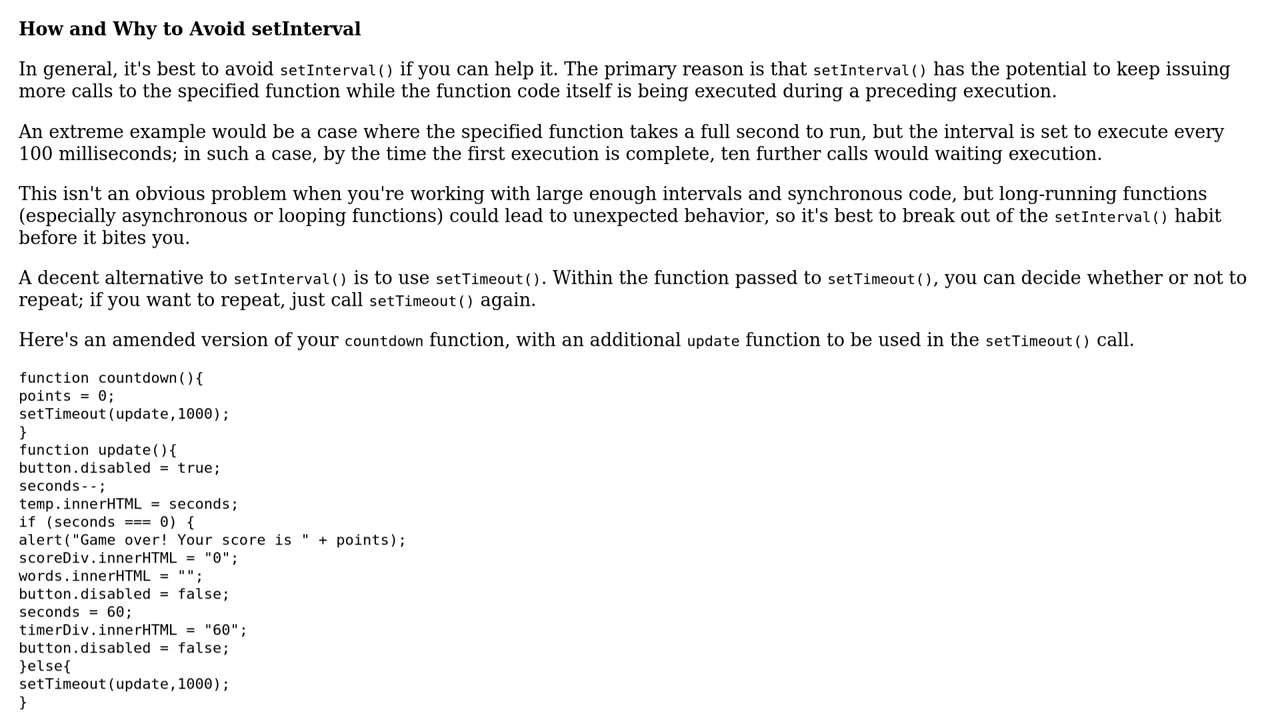 How and Why to Avoid setInterval
In general, it's best to avoid setInterval() if you can help it. The primary reason is that setInterval() has the potential to keep issuing
more calls to the specified function while the function code itself is being executed during a preceding execution.
An extreme example would be a case where the specified function takes a full second to run, but the interval is set to execute every
100 milliseconds; in such a case, by the time the first execution is complete, ten further calls would waiting execution.
This isn't an obvious problem when you're working with large enough intervals and synchronous code, but long-running functions
(especially asynchronous or looping functions) could lead to unexpected behavior, so it's best to break out of the setInterval() habit
before it bites you.
A decent alternative to setInterval() is to use setTimeout(). Within the function passed to setTimeout(), you can decide whether or not to
repeat; if you want to repeat, just call setTimeout() again.
Here's an amended version of your countdown function, with an additional update function to be used in the setTimeout() call.
function countdown(){
points = 0;
setTimeout(update,1000);
}
function update(){
button.disabled = true;
seconds--;
temp.innerHTML = seconds;
if (seconds === 0) {
alert("Game over! Your score is " + points);
scoreDiv.innerHTML = "0";
words.innerHTML = "";
button.disabled = false;
seconds = 60;
timerDiv.innerHTML = "60";
button.disabled = false;
}else{
setTimeout(update,1000);
}